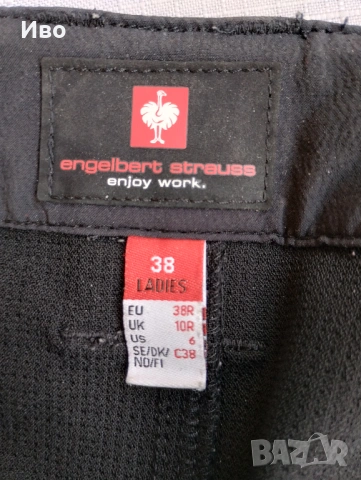 Иво
engelbert strauss
enjoy work.
38
LADIES
EU 38R
UK 10R
US 6
SE/DK/ C38
NO/FI
BAZAR
bg